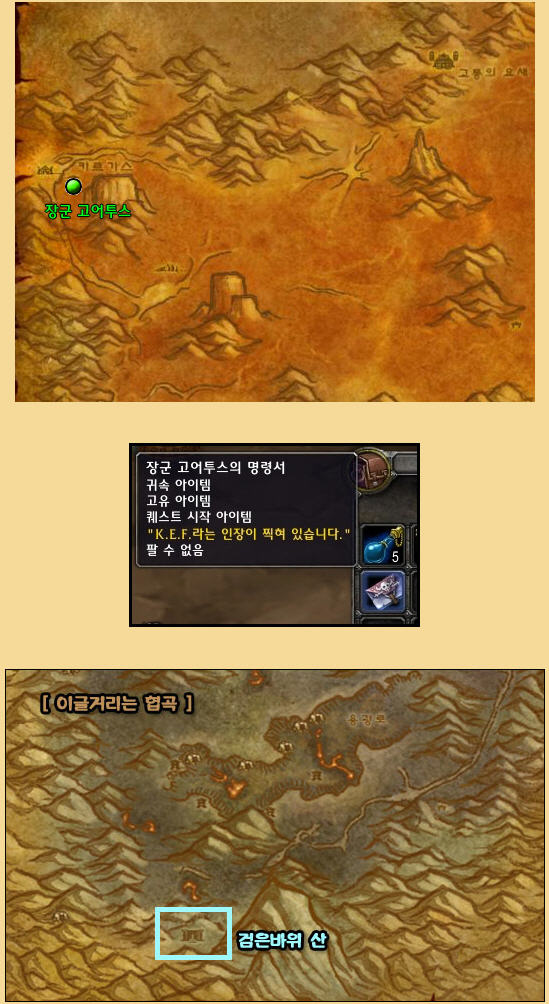 고통의 요새
카르가스
장군 고어투스
장군 고어투스의 명령서
귀속 아이템
고유 아이템
퀘스트 시작 아이템
"K.E.F.라는 인장이 찍혀 있습니다."
팔 수 없음
5
[ 이글거리는 협곡 ]
용광로
검은바위 산